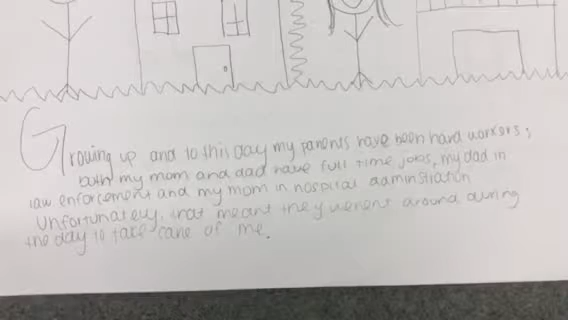 Growing up and to this day my parents have been hard workers;
both my mom and dad have full time jobs, my dad in
law enforcement and my mom in hospital adminstration
Unfortunately, that meant they werent around during
the day to take care of me.